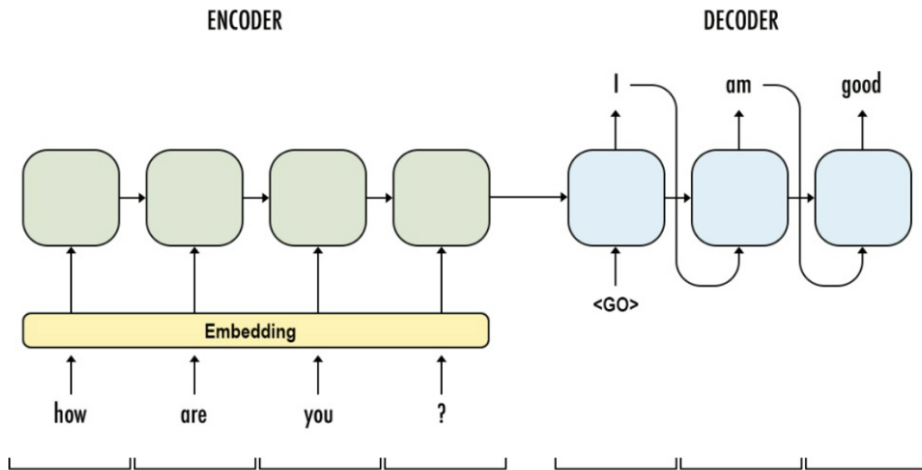 ENCODER
DECODER
I am good
<GO>
Embedding
how are you ?